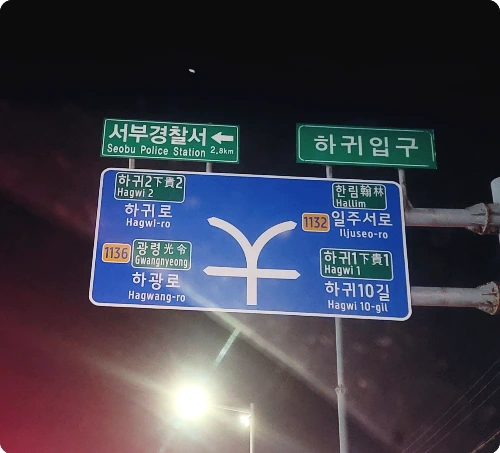 서부경찰서
Seobu Police Station 2.8km
하귀입구
하귀2 下貴2
Hagwi 2
하귀로
Hagwi-ro
한림 翰林
Hallim
1132 일주서로
Iljuseo-ro
1136
광령 光令
Gwangnyeong
하광로
Hagwang-ro
하귀1 下貴1
Hagwi 1
하귀10길
Hagwi 10-gil